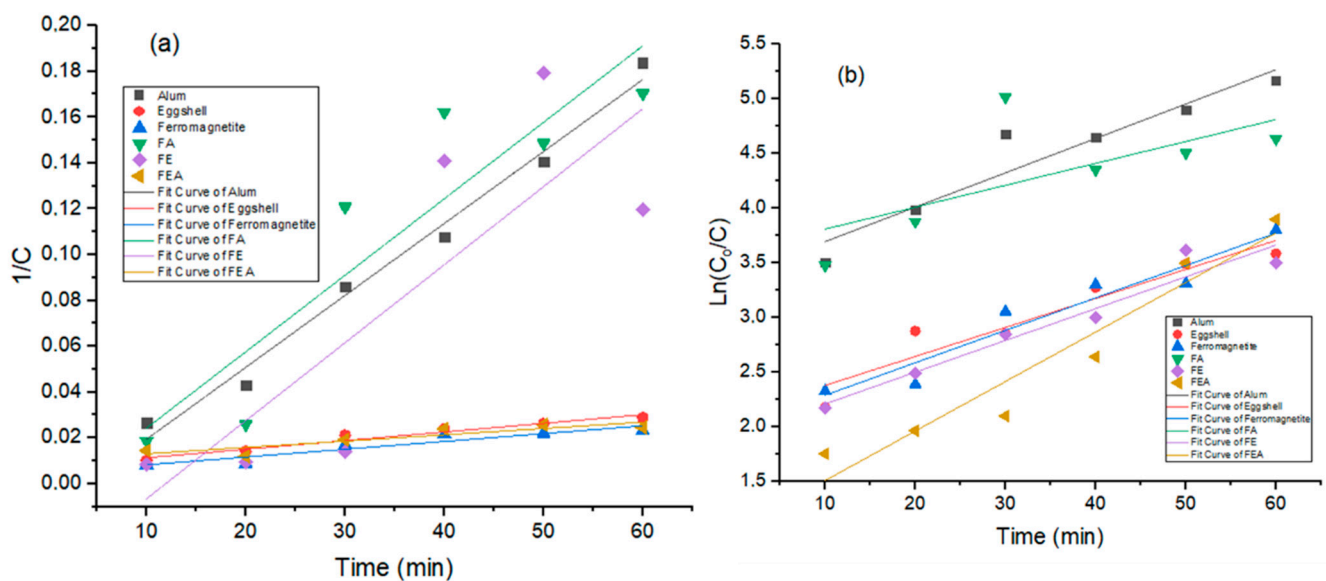 (a)
0.20
0.18
0.16
0.14
0.12
0.10
0.08
0.06
0.04
0.02
0.00
1/C
Alum
Eggshell
Ferromagnetite
FA
FE
FEA
Fit Curve of Alum
Fit Curve of Eggshell
Fit Curve of Ferromagnetite
Fit Curve of FA
Fit Curve of FE
Fit Curve of FEA
10 20 30 40 50 60
Time (min)
(b)
5.5
5.0
4.5
4.0
3.5
3.0
2.5
2.0
1.5
Ln(C₀/C)
Alum
Eggshell
Ferromagnetite
FA
FE
FEA
Fit Curve of Alum
Fit Curve of Eggshell
Fit Curve of Ferromagnetite
Fit Curve of FA
Fit Curve of FE
Fit Curve of FEA
10 20 30 40 50 60
Time (min)